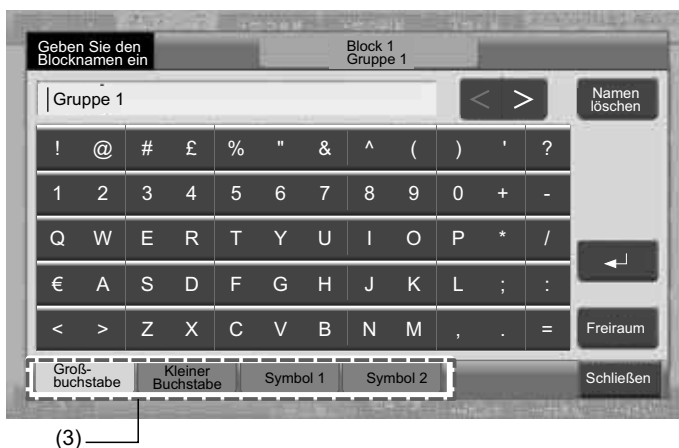 Geben Sie den
Blocknamen ein
Block 1
Gruppe 1
Gruppe 1
< >
Namen
löschen
! @ # £ % " & ^ ( ) ' ?
1 2 3 4 5 6 7 8 9 0 + -
Q W E R T Y U I O P * /
€ A S D F G H J K L ; :
< > Z X C V B N M , . =
Freiraum
Groß-
buchstabe
Kleiner
Buchstabe
Symbol 1
Symbol 2
Schließen
(3)